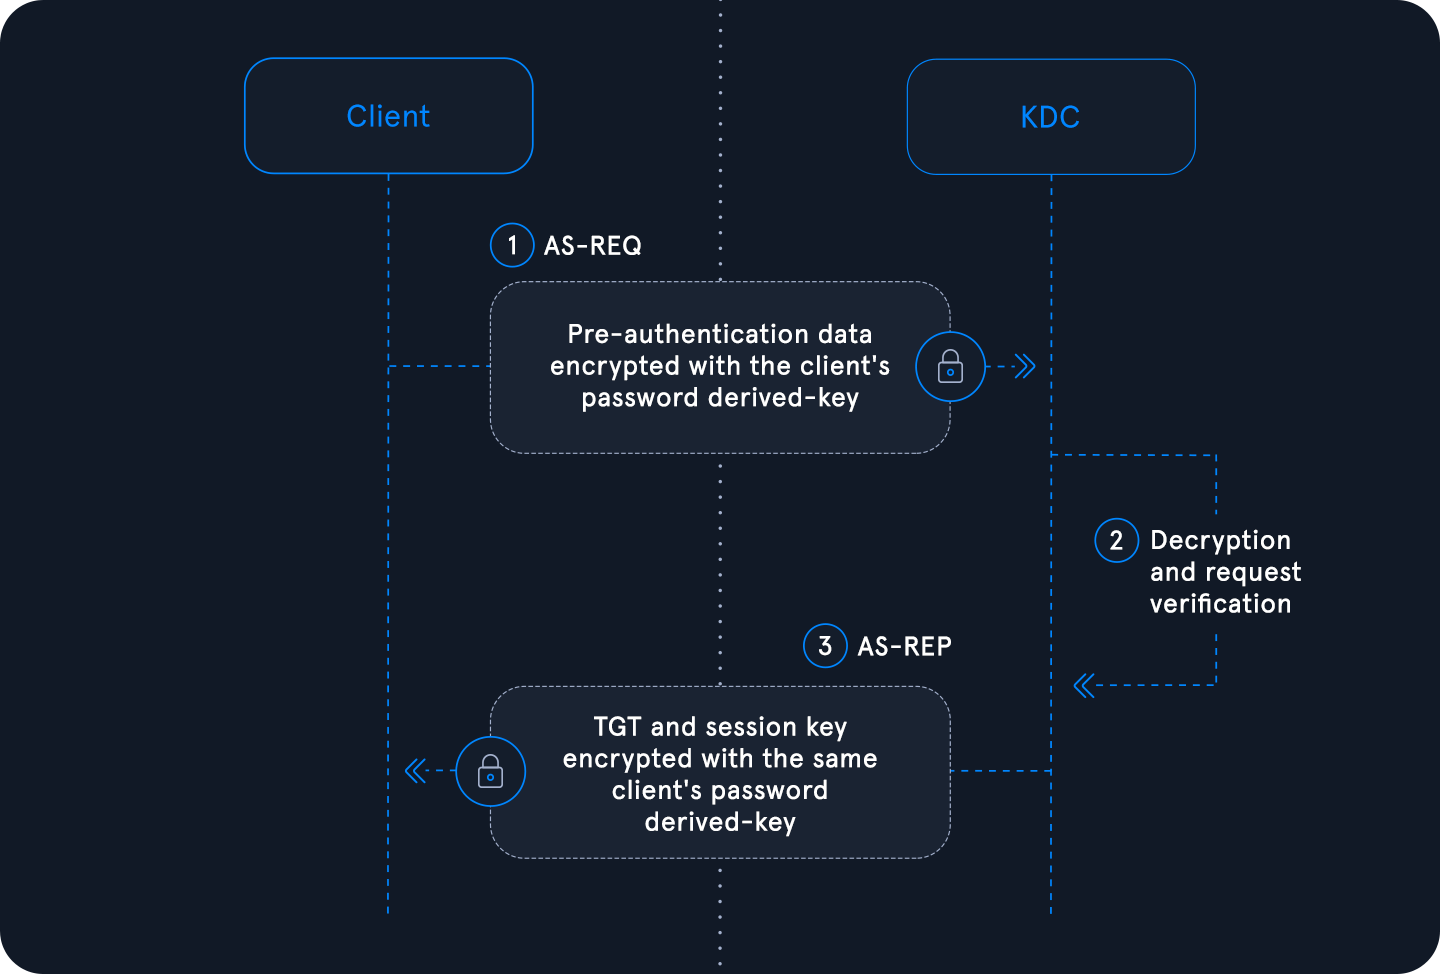 Client
KDC
1 AS-REQ
Pre-authentication data
encrypted with the client's
password derived-key
2 Decryption
and request
verification
3 AS-REP
TGT and session key
encrypted with the same
client's password
derived-key